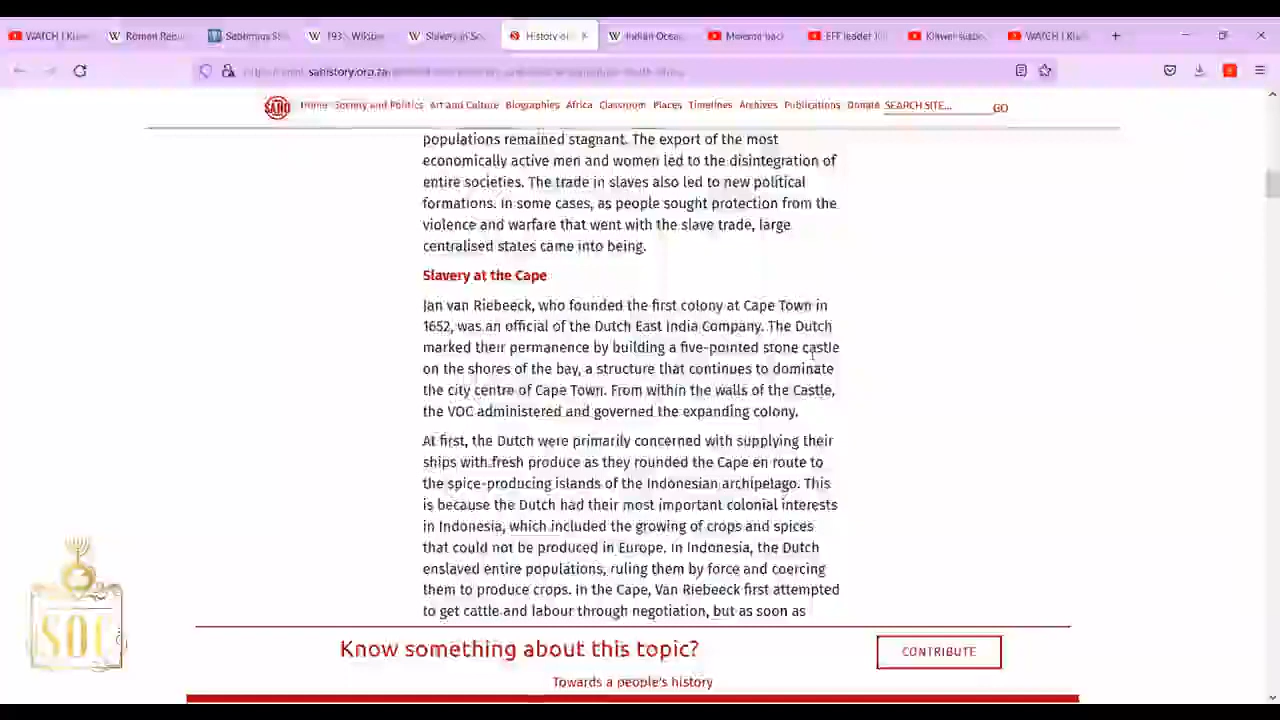 WATCH | Kiun
Roman Repu
193 - Wikipe
Slavery in So
History of
Indian Ocean
Malema back
EFF leader
WATCH |
sahistory.org.za
SAHO
Home Society and Politics Art and Culture Biographies Africa Classroom Places Timelines Archives Publications Donate SEARCH SITE... GO
populations remained stagnant. The export of the most
economically active men and women led to the disintegration of
entire societies. The trade in slaves also led to new political
formations. In some cases, as people sought protection from the
violence and warfare that went with the slave trade, large
centralised states came into being.
Slavery at the Cape
Jan van Riebeeck, who founded the first colony at Cape Town in
1652, was an official of the Dutch East India Company. The Dutch
marked their permanence by building a five-pointed stone castle
on the shores of the bay, a structure that continues to dominate
the city centre of Cape Town. From within the walls of the Castle,
the VOC administered and governed the expanding colony.
At first, the Dutch were primarily concerned with supplying their
ships with fresh produce as they rounded the Cape en route to
the spice-producing islands of the Indonesian archipelago. This
is because the Dutch had their most important colonial interests
in Indonesia, which included the growing of crops and spices
that could not be produced in Europe. In Indonesia, the Dutch
enslaved entire populations, ruling them by force and coercing
them to produce crops. In the Cape, Van Riebeeck first attempted
to get cattle and labour through negotiation, but as soon as
SOC
Know something about this topic?
CONTRIBUTE
Towards a people's history